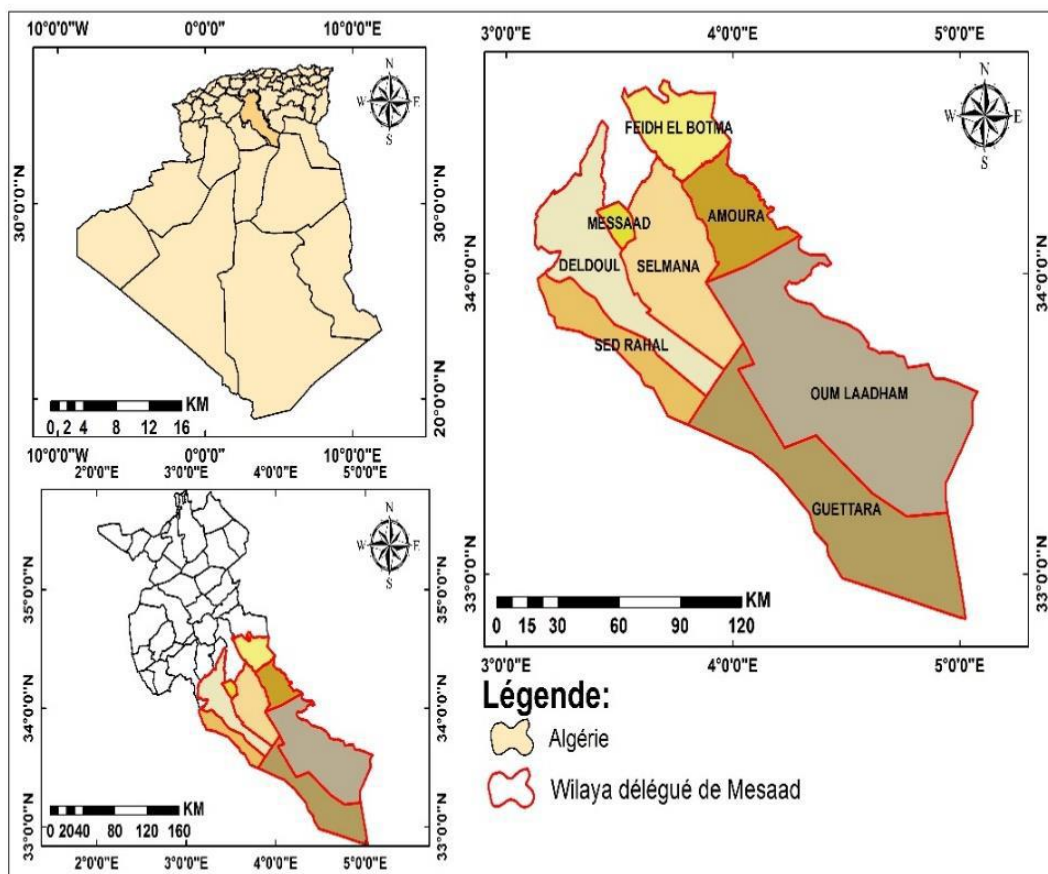 10°0'0"W 0°0'0" 10°0'0"E
N
W E
S
30°0'0"N
30°0'0"N
20°0'0"N
20°0'0"N
KM
0 2 4 8 12 16
10°0'0"W 0°0'0" 10°0'0"E
2°0'0"E 3°0'0"E 4°0'0"E 5°0'0"E
N
W E
S
35°0'0"N
35°0'0"N
34°0'0"N
34°0'0"N
33°0'0"N
33°0'0"N
KM
0 2040 80 120 160
2°0'0"E 3°0'0"E 4°0'0"E 5°0'0"E
3°0'0"E 4°0'0"E 5°0'0"E
N
W E
S
FEIDH EL BOTMA
MESSAAD
AMOURA
DELDOUL
SELMANA
SED RAHAL
OUM LAADHAM
GUETTARA
34°0'0"N
34°0'0"N
33°0'0"N
33°0'0"N
KM
0 15 30 60 90 120
3°0'0"E 4°0'0"E 5°0'0"E
Légende:
Algérie
Wilaya délégué de Mesaad